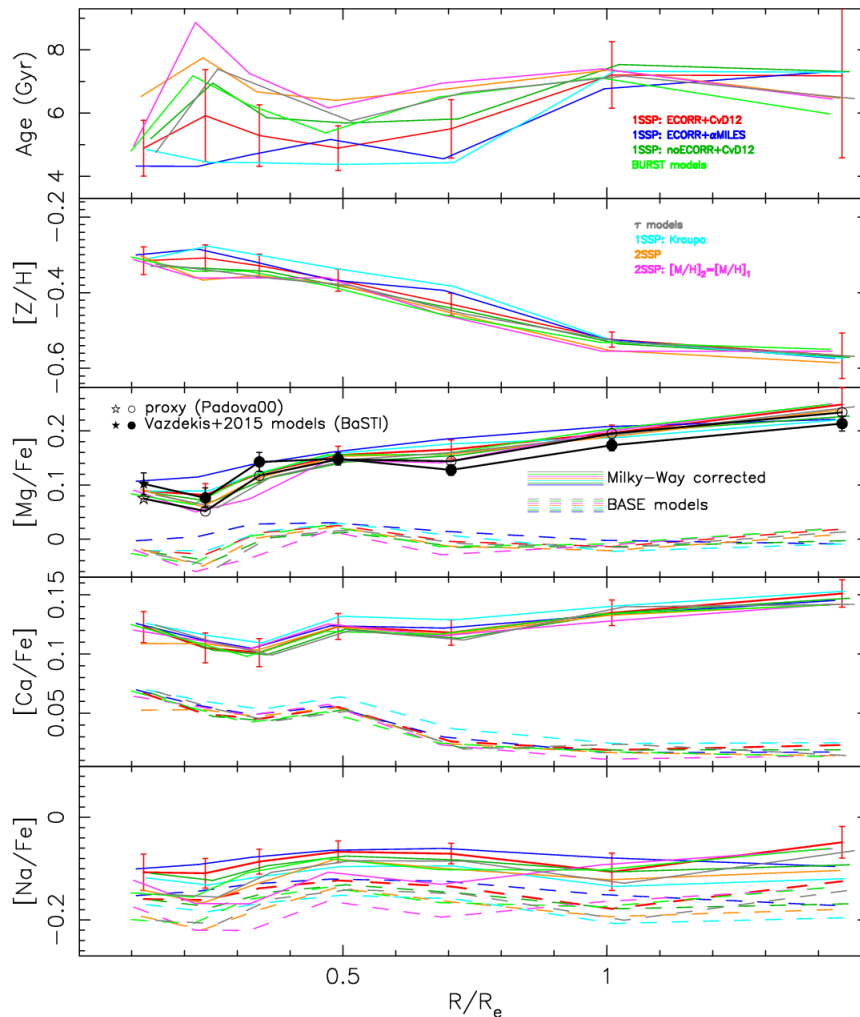 Age (Gyr)
8
6
4
1SSP: ECORR+CvD12
1SSP: ECORR+αMILES
1SSP: noECORR+CvD12
BURST models
[Z/H]
−0.2
−0.4
−0.6
τ models
1SSP: Kroupa
2SSP
2SSP: [M/H]₂=[M/H]₁
[Mg/Fe]
0.2
0.1
0
proxy (Padova00)
Vazdekis+2015 models (BaSTI)
Milky−Way corrected
BASE models
[Ca/Fe]
0.15
0.1
0.05
[Na/Fe]
0
−0.2
0.5
1
R/Rₑ